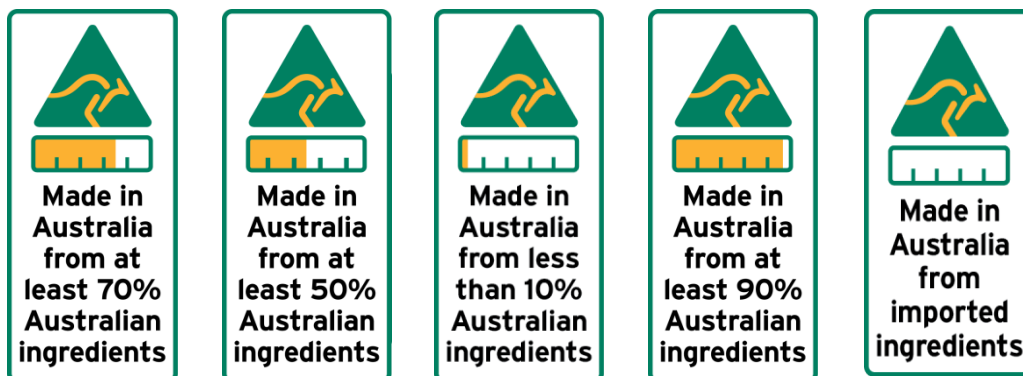 Made in
Australia
from at
least 70%
Australian
ingredients
Made in
Australia
from at
least 50%
Australian
ingredients
Made in
Australia
from less
than 10%
Australian
ingredients
Made in
Australia
from at
least 90%
Australian
ingredients
Made in
Australia
from
imported
ingredients